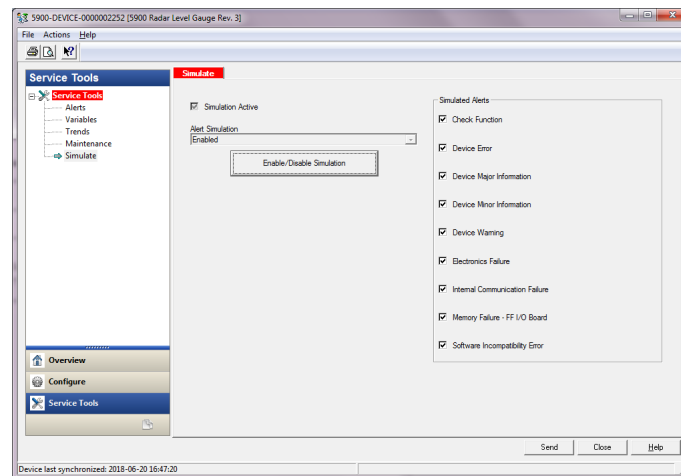 5900-DEVICE-0000002252 [5900 Radar Level Gauge Rev. 3]
File Actions Help
Service Tools
Service Tools
Alerts
Variables
Trends
Maintenance
Simulate
Overview
Configure
Service Tools
Simulate
Simulation Active
Alert Simulation
Enabled
Enable/Disable Simulation
Simulated Alerts
Check Function
Device Error
Device Major Information
Device Minor Information
Device Warning
Electronics Failure
Internal Communication Failure
Memory Failure - FF I/O Board
Software Incompatibility Error
Send Close Help
Device last synchronized: 2018-06-20 16:47:20